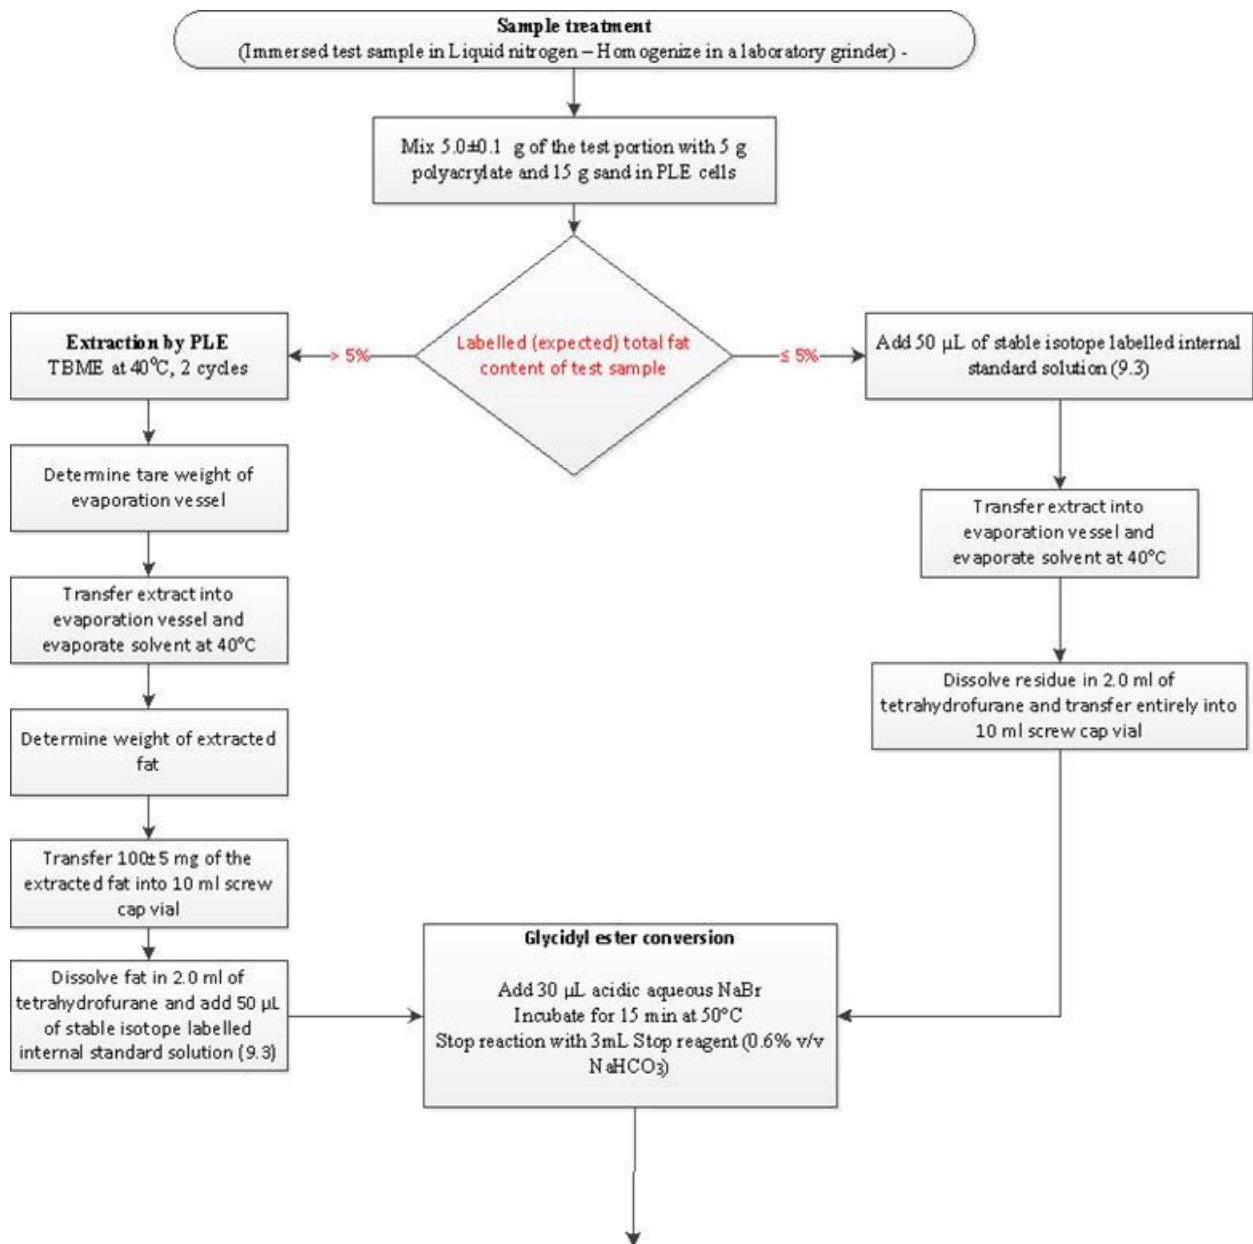 Sample treatment
(Immersed test sample in Liquid nitrogen – Homogenize in a laboratory grinder) -
Mix 5.0±0.1 g of the test portion with 5 g
polyacrylate and 15 g sand in PLE cells
Labelled (expected) total fat
content of test sample
> 5%
≤ 5%
Extraction by PLE
TBME at 40°C, 2 cycles
Determine tare weight of
evaporation vessel
Transfer extract into
evaporation vessel and
evaporate solvent at 40°C
Determine weight of extracted
fat
Transfer 100±5 mg of the
extracted fat into 10 ml screw
cap vial
Dissolve fat in 2.0 ml of
tetrahydrofurane and add 50 µL
of stable isotope labelled
internal standard solution (9.3)
Add 50 µL of stable isotope labelled internal
standard solution (9.3)
Transfer extract into
evaporation vessel and
evaporate solvent at 40°C
Dissolve residue in 2.0 ml of
tetrahydrofurane and transfer entirely into
10 ml screw cap vial
Glycidyl ester conversion
Add 30 µL acidic aqueous NaBr
Incubate for 15 min at 50°C
Stop reaction with 3mL Stop reagent (0.6% v/v
NaHCO₃)